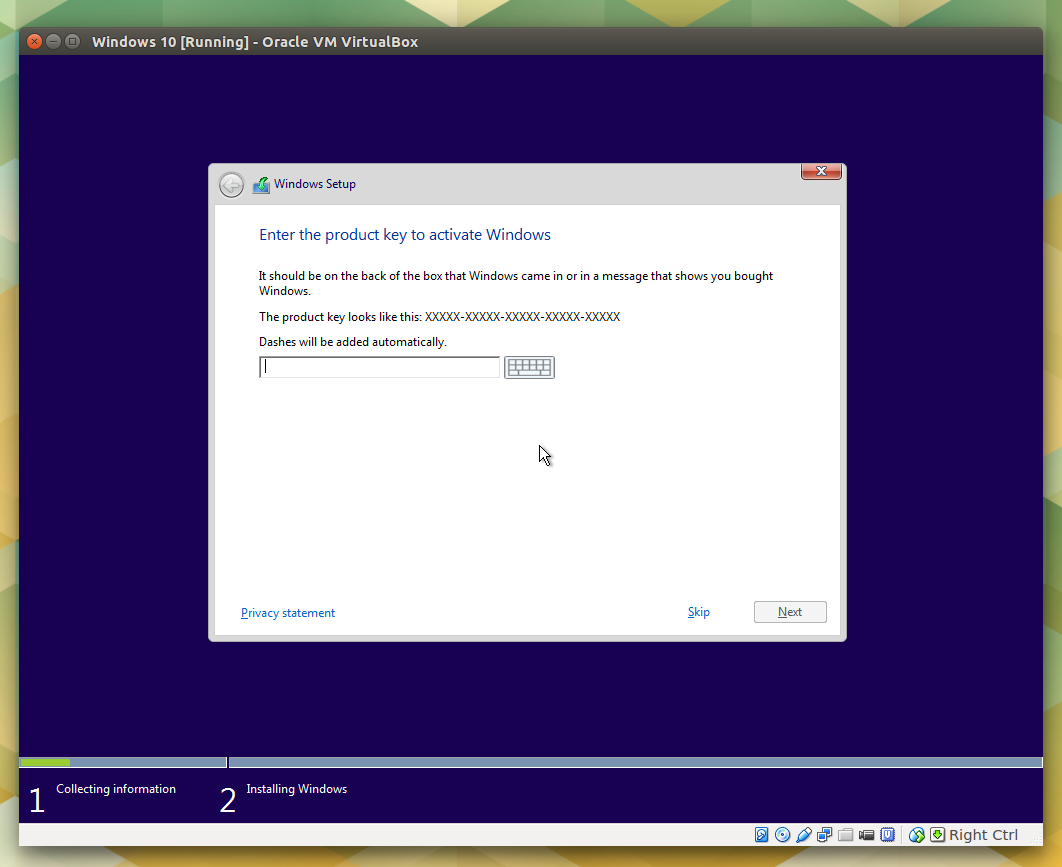 Windows 10 [Running] - Oracle VM VirtualBox
Windows Setup
Enter the product key to activate Windows
It should be on the back of the box that Windows came in or in a message that shows you bought
Windows.
The product key looks like this: XXXXX-XXXXX-XXXXX-XXXXX-XXXXX
Dashes will be added automatically.
Privacy statement
Skip
Next
1 Collecting information
2 Installing Windows
Right Ctrl